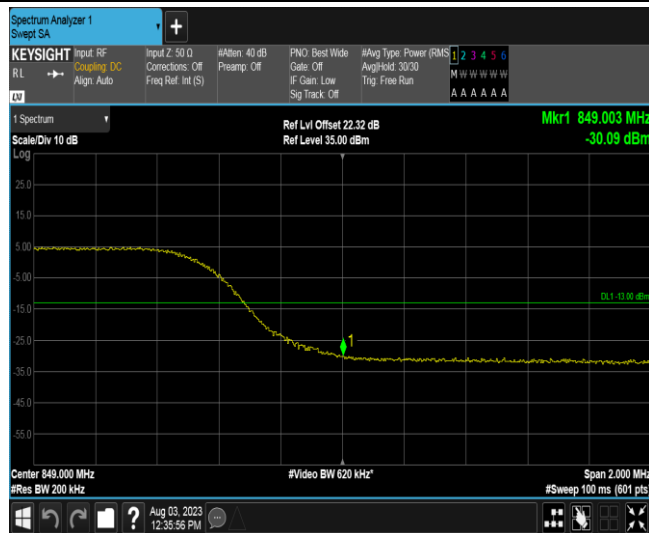 Spectrum Analyzer 1
Swept SA
+
KEYSIGHT
RL
LXI
Input: RF
Coupling: DC
Align: Auto
Input Z: 50 Ω
Corrections: Off
Freq Ref: Int (S)
#Atten: 40 dB
Preamp: Off
PNO: Best Wide
Gate: Off
IF Gain: Low
Sig Track: Off
#Avg Type: Power (RMS
Avg|Hold: 30/30
Trig: Free Run
1 2 3 4 5 6
M W W W W W
A A A A A A
1 Spectrum
Scale/Div 10 dB
Log
Ref Lvl Offset 22.32 dB
Ref Level 35.00 dBm
Mkr1 849.003 MHz
-30.09 dBm
25.0
15.0
5.00
-5.00
DL1 -13.00 dBm
-15.0
-25.0
1
-35.0
-45.0
-55.0
Center 849.000 MHz
#Res BW 200 kHz
#Video BW 620 kHz*
Span 2.000 MHz
#Sweep 100 ms (601 pts)
?
Aug 03, 2023
12:35:56 PM